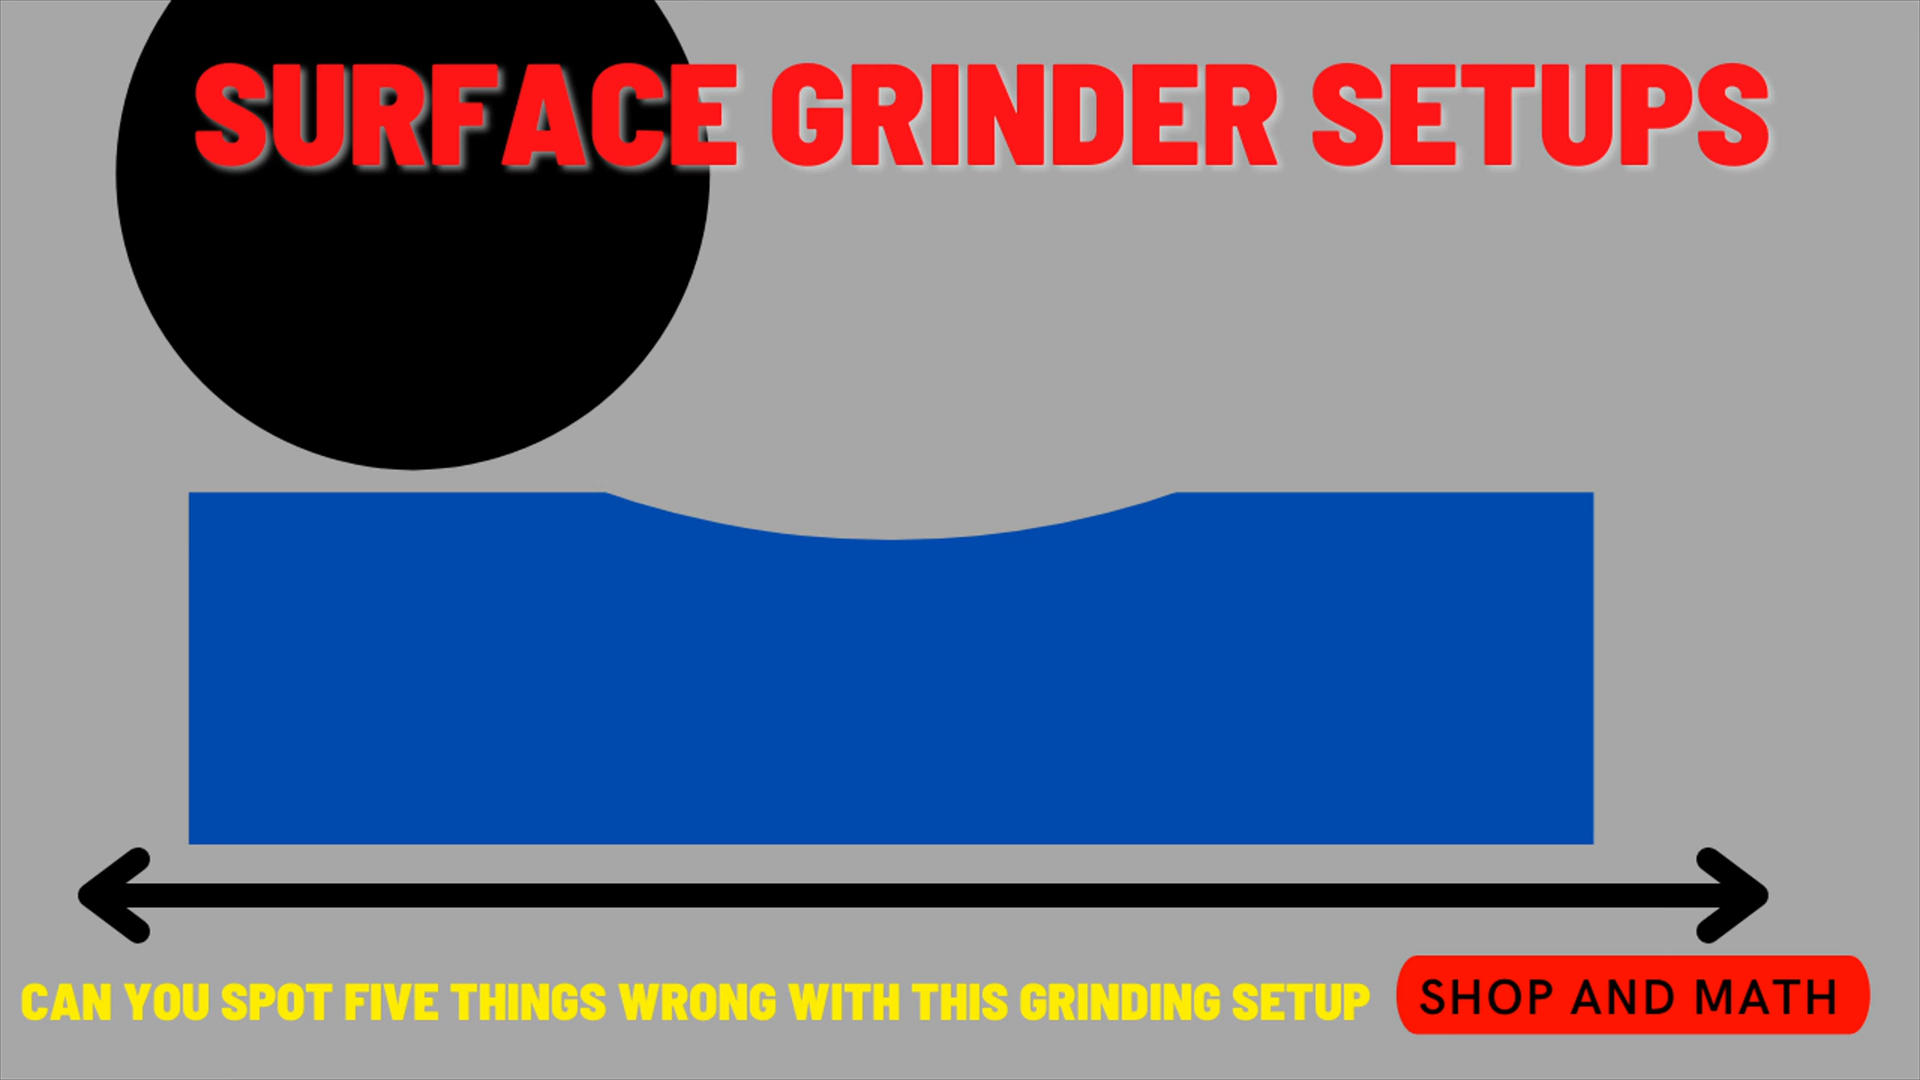 SURFACE GRINDER SETUPS
CAN YOU SPOT FIVE THINGS WRONG WITH THIS GRINDING SETUP
SHOP AND MATH